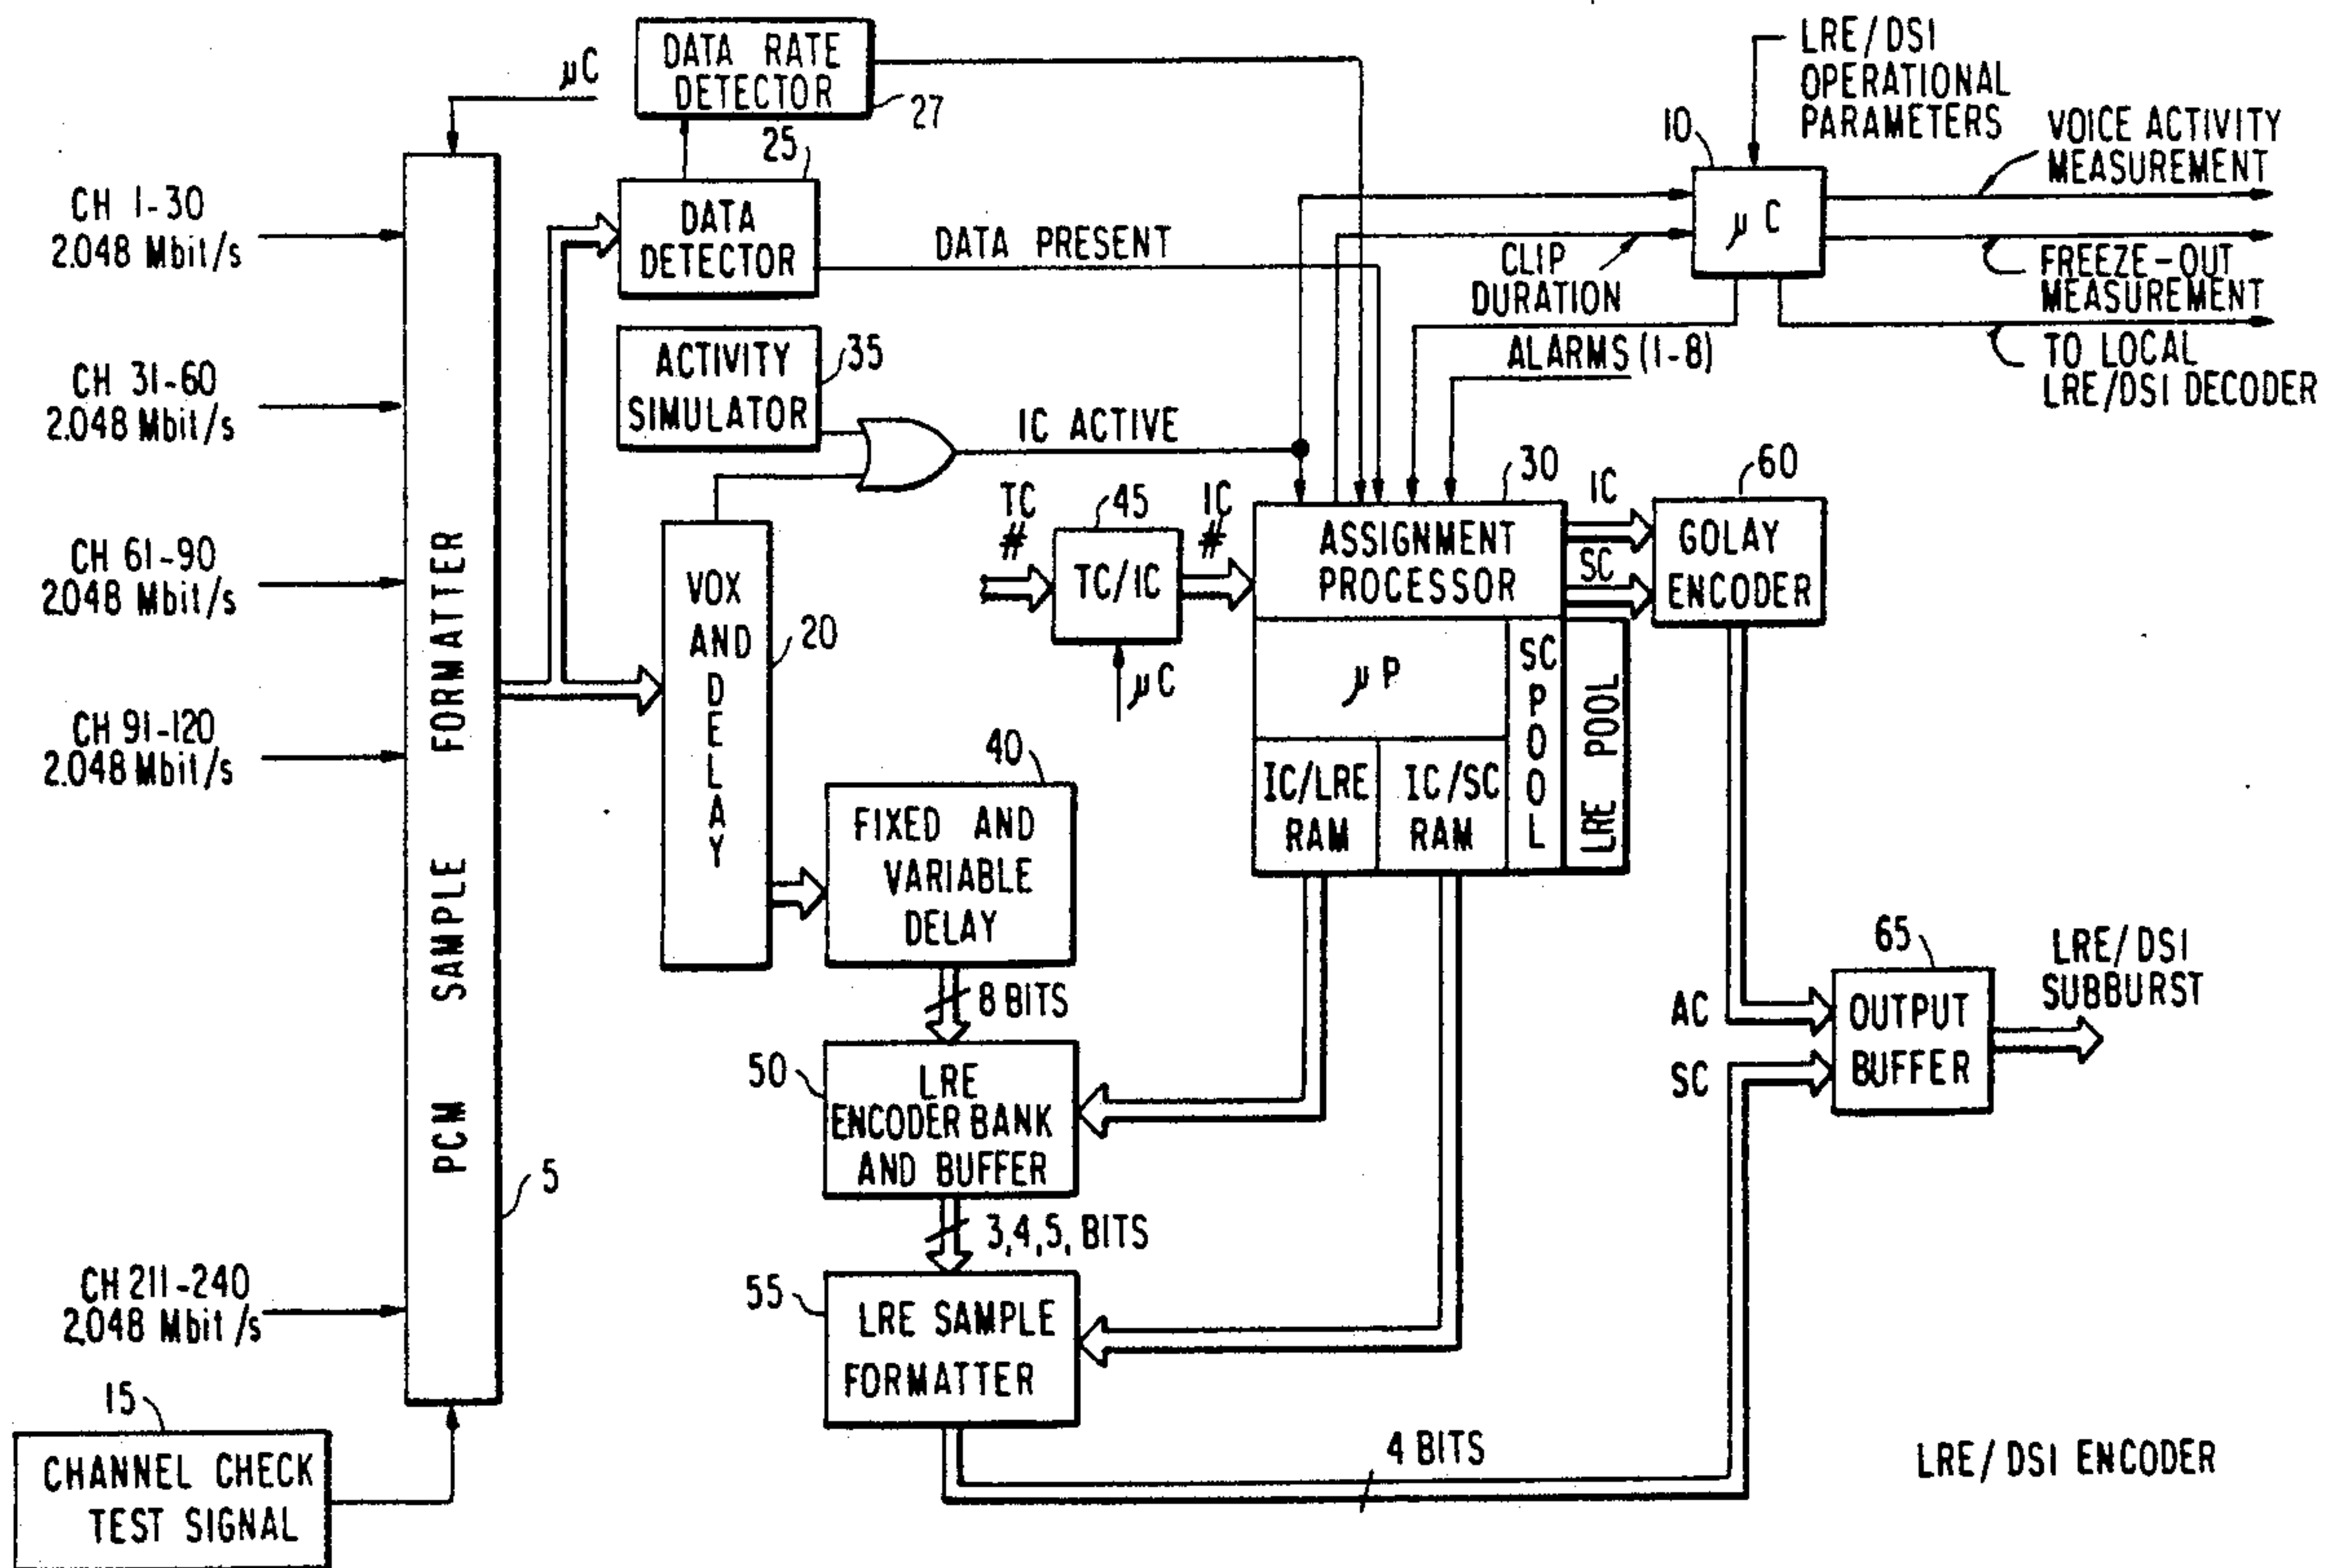 DATA RATE
DETECTOR
27
μC
LRE/DSI
OPERATIONAL
PARAMETERS
10
μC
VOICE ACTIVITY
MEASUREMENT
FREEZE-OUT
MEASUREMENT
TO LOCAL
LRE/DSI DECODER
25
DATA
DETECTOR
DATA PRESENT
CLIP
DURATION
ALARMS (1-8)
CH 1-30
2.048 Mbit/s
CH 31-60
2.048 Mbit/s
CH 61-90
2.048 Mbit/s
CH 91-120
2.048 Mbit/s
CH 211-240
2.048 Mbit/s
PCM SAMPLE FORMATTER
5
15
CHANNEL CHECK
TEST SIGNAL
ACTIVITY
SIMULATOR
35
IC ACTIVE
VOX
AND
DELAY
20
TC
#
45
TC/IC
μC
IC
#
30
ASSIGNMENT
PROCESSOR
μP
SC POOL
LRE POOL
IC/LRE
RAM
IC/SC
RAM
IC
SC
60
GOLAY
ENCODER
40
FIXED AND
VARIABLE
DELAY
8 BITS
50
LRE
ENCODER BANK
AND BUFFER
3,4,5, BITS
55
LRE SAMPLE
FORMATTER
4 BITS
AC
SC
65
OUTPUT
BUFFER
LRE/DSI
SUBBURST
LRE/DSI ENCODER